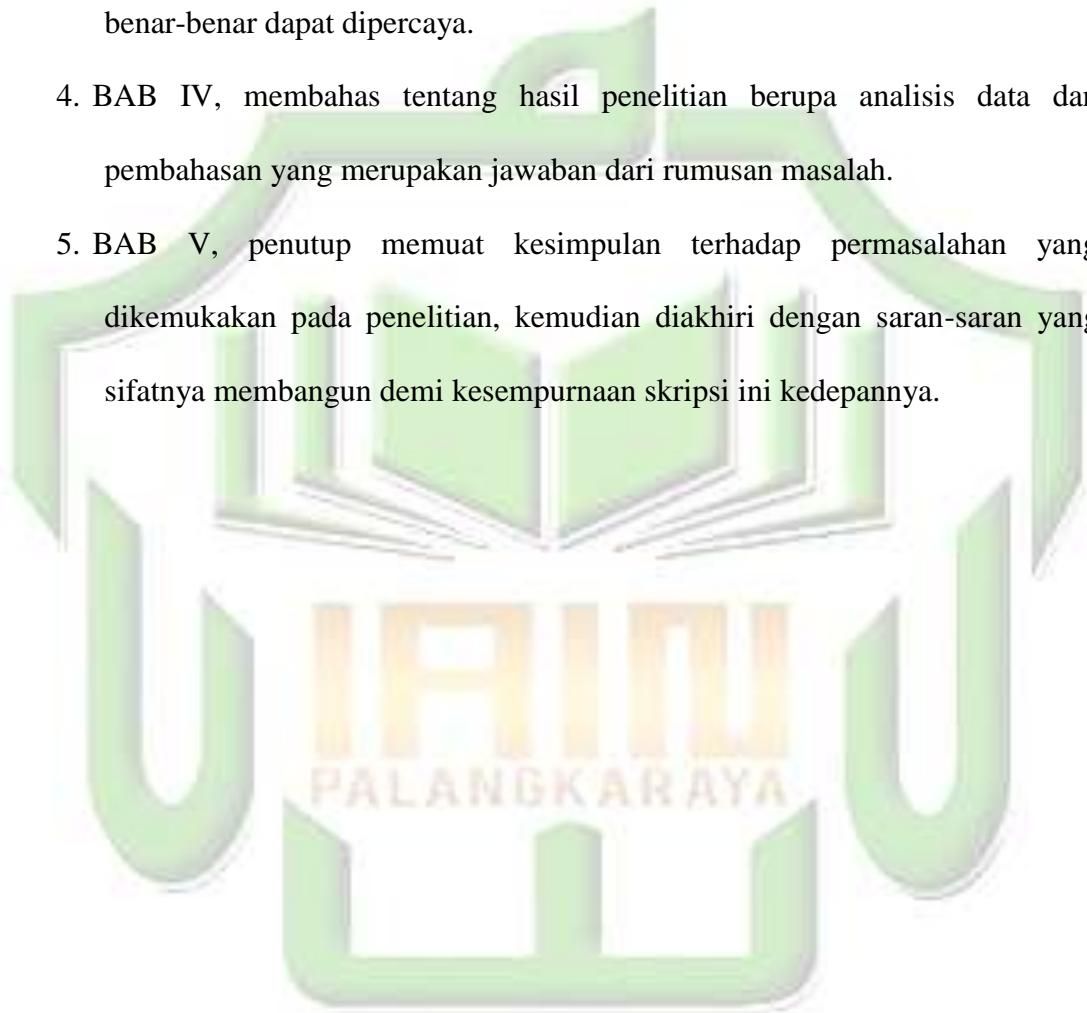 benar-benar dapat dipercaya.
4. BAB IV, membahas tentang hasil penelitian berupa analisis data dan
pembahasan yang merupakan jawaban dari rumusan masalah.
5. BAB V, penutup memuat kesimpulan terhadap permasalahan yang
dikemukakan pada penelitian, kemudian diakhiri dengan saran-saran yang
sifatnya membangun demi kesempurnaan skripsi ini kedepannya.
IAIN
PALANGKARAYA